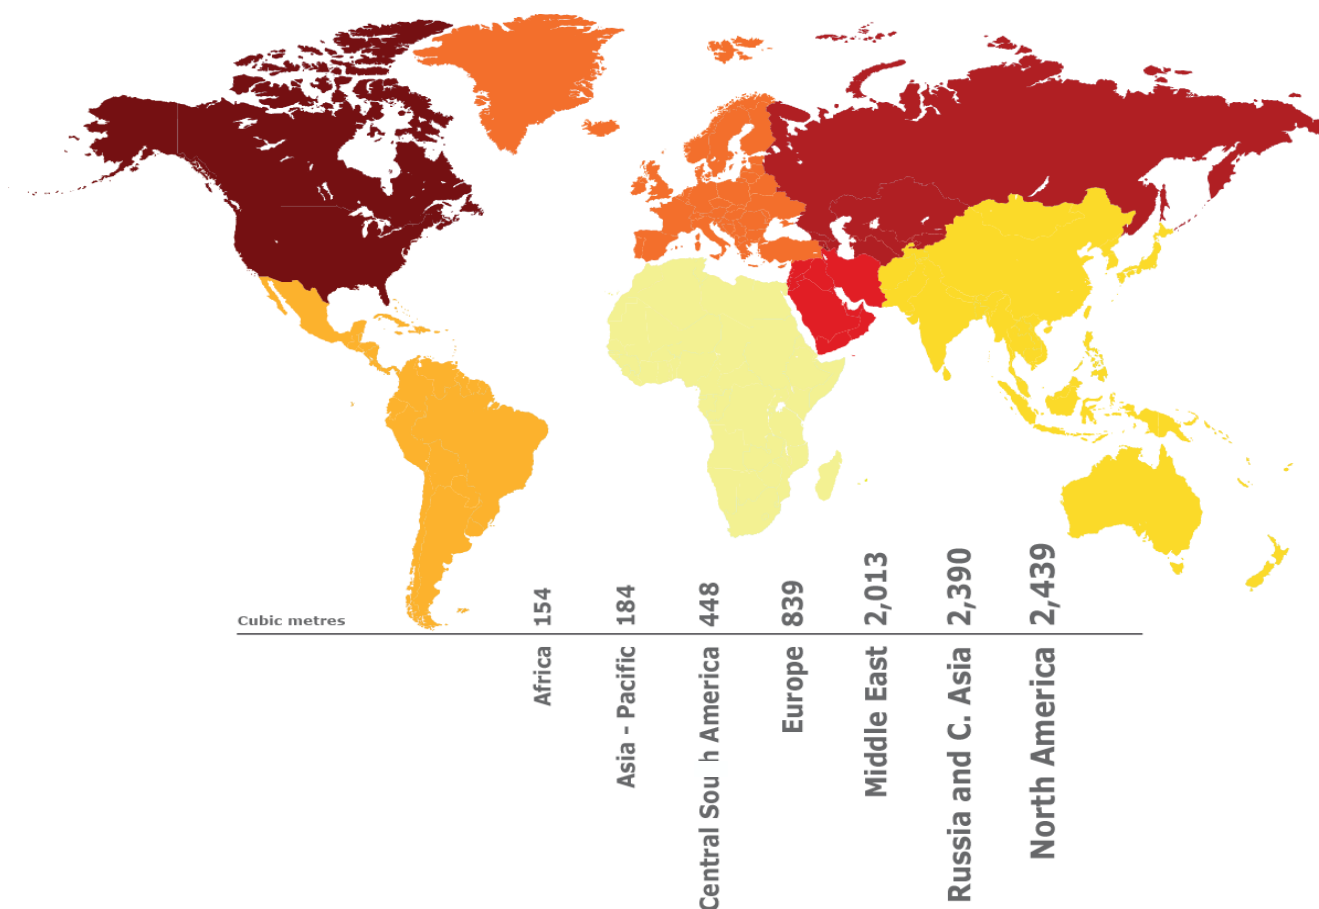 Cubic metres
154
184
448
839
2,013
2,390
2,439
Africa
Asia - Pacific
Central Sou h America
Europe
Middle East
Russia and C. Asia
North America